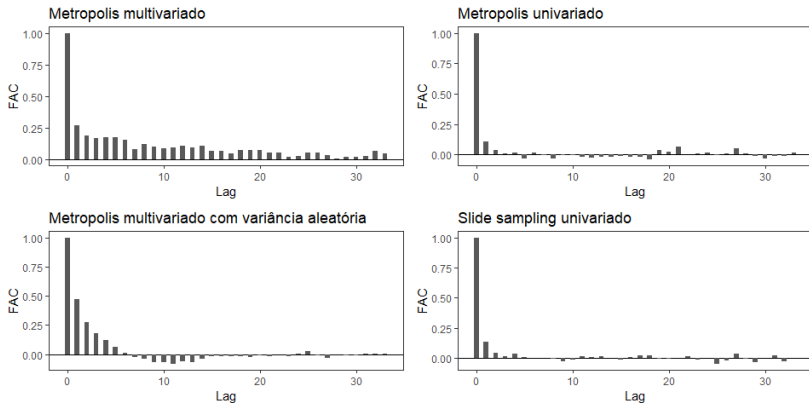 Metropolis multivariado
1.00
0.75
0.50
0.25
0.00
FAC
0 10 20 30
Lag
Metropolis univariado
1.00
0.75
0.50
0.25
0.00
FAC
0 10 20 30
Lag
Metropolis multivariado com variância aleatória
1.00
0.75
0.50
0.25
0.00
FAC
0 10 20 30
Lag
Slide sampling univariado
1.00
0.75
0.50
0.25
0.00
FAC
0 10 20 30
Lag